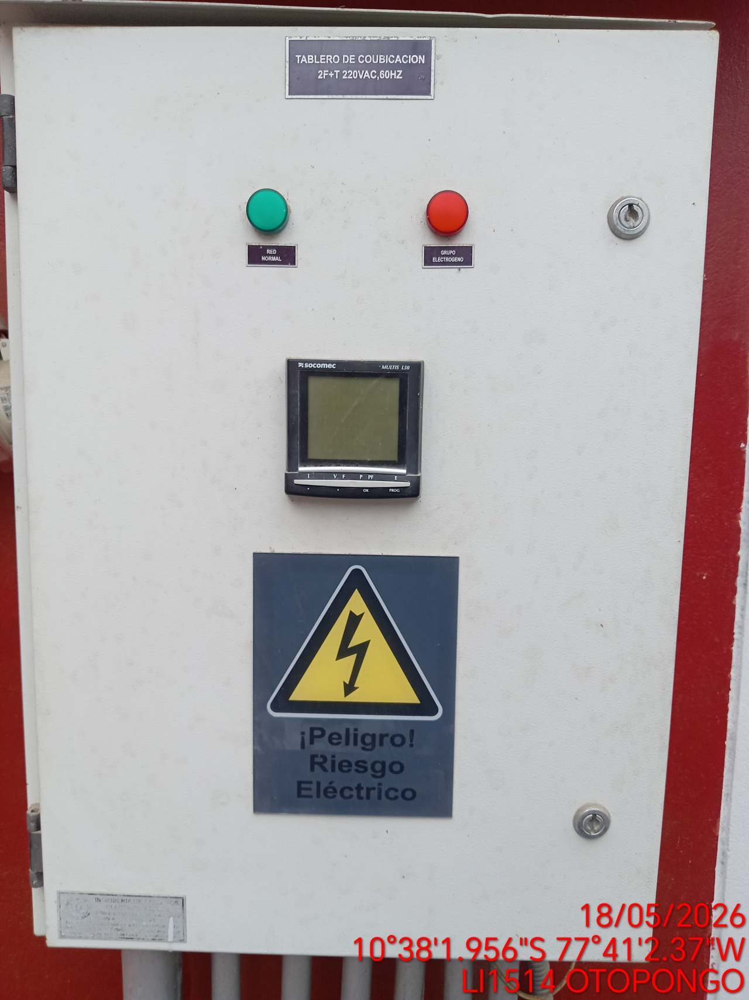 TABLERO DE COUBICACION
2F+T 220VAC,60HZ
RED
NORMAL
GRUPO
ELECTROGENO
socomec
MULTIS L50
I V F P PF E
OK PROG
¡Peligro!
Riesgo
Eléctrico
18/05/2026
10°38'1.956"S 77°41'2.37"W
LI1514 OTOPONGO